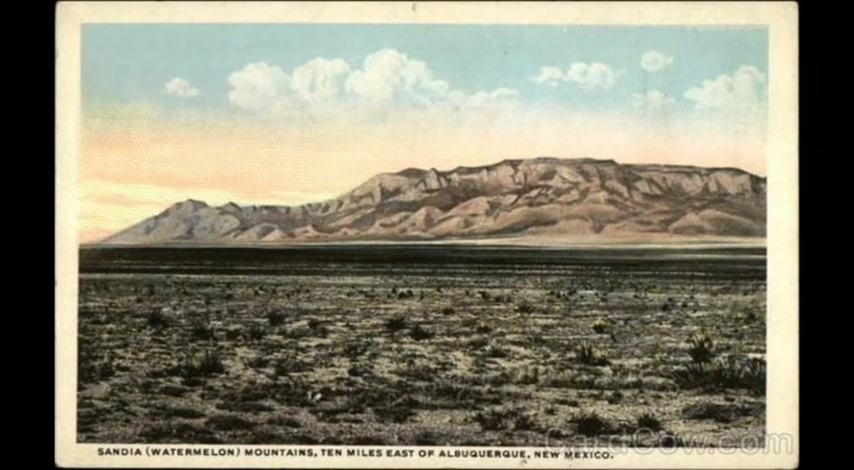 SANDIA (WATERMELON) MOUNTAINS, TEN MILES EAST OF ALBUQUERQUE, NEW MEXICO.
CardCow.com